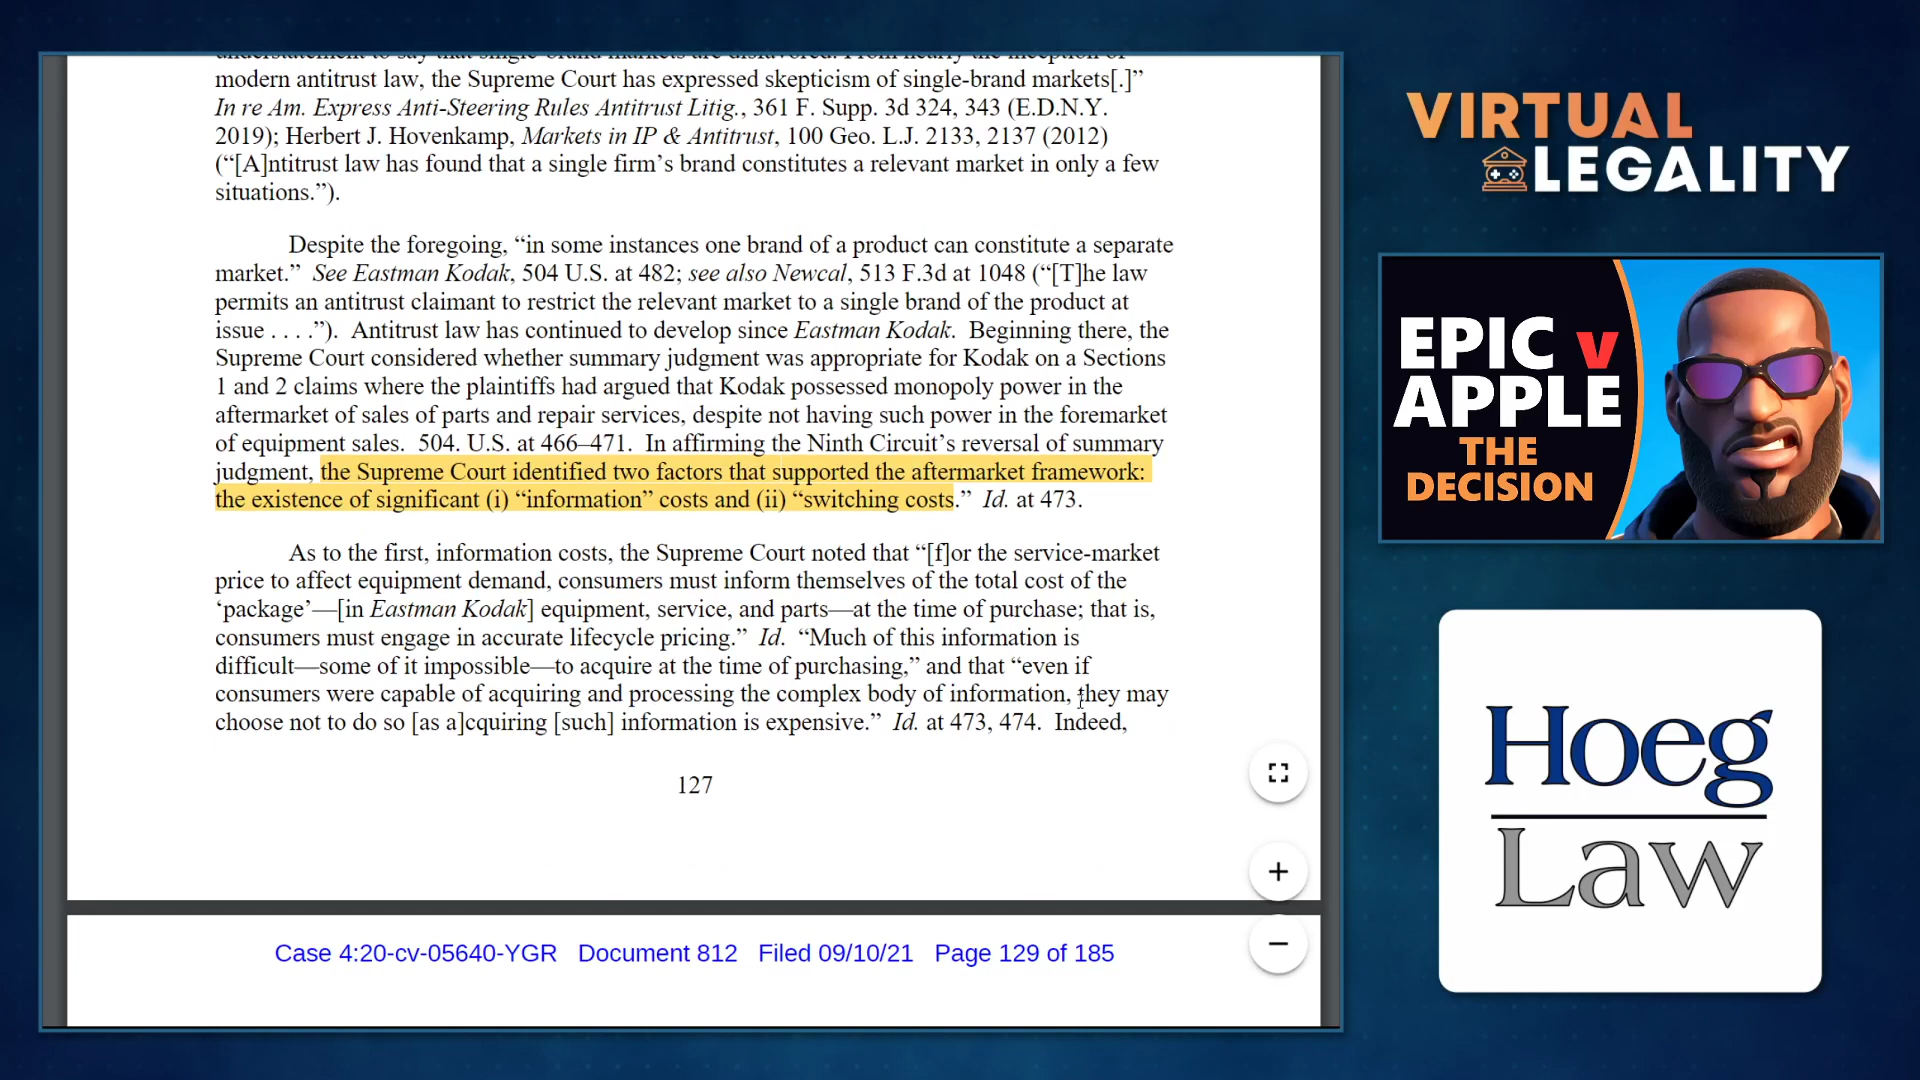 understatement to say that single-brand markets are disfavored. From nearly the inception of
modern antitrust law, the Supreme Court has expressed skepticism of single-brand markets[.]”
In re Am. Express Anti-Steering Rules Antitrust Litig., 361 F. Supp. 3d 324, 343 (E.D.N.Y.
2019); Herbert J. Hovenkamp, Markets in IP & Antitrust, 100 Geo. L.J. 2133, 2137 (2012)
(“[A]ntitrust law has found that a single firm’s brand constitutes a relevant market in only a few
situations.”).
Despite the foregoing, “in some instances one brand of a product can constitute a separate
market.” See Eastman Kodak, 504 U.S. at 482; see also Newcal, 513 F.3d at 1048 (“[T]he law
permits an antitrust claimant to restrict the relevant market to a single brand of the product at
issue . . . .”). Antitrust law has continued to develop since Eastman Kodak. Beginning there, the
Supreme Court considered whether summary judgment was appropriate for Kodak on a Sections
1 and 2 claims where the plaintiffs had argued that Kodak possessed monopoly power in the
aftermarket of sales of parts and repair services, despite not having such power in the foremarket
of equipment sales. 504. U.S. at 466–471. In affirming the Ninth Circuit’s reversal of summary
judgment, the Supreme Court identified two factors that supported the aftermarket framework:
the existence of significant (i) “information” costs and (ii) “switching costs.” Id. at 473.
As to the first, information costs, the Supreme Court noted that “[f]or the service-market
price to affect equipment demand, consumers must inform themselves of the total cost of the
‘package’—[in Eastman Kodak] equipment, service, and parts—at the time of purchase; that is,
consumers must engage in accurate lifecycle pricing.” Id. “Much of this information is
difficult—some of it impossible—to acquire at the time of purchasing,” and that “even if
consumers were capable of acquiring and processing the complex body of information, they may
choose not to do so [as a]cquiring [such] information is expensive.” Id. at 473, 474. Indeed,
127
Case 4:20-cv-05640-YGR Document 812 Filed 09/10/21 Page 129 of 185
VIRTUAL
LEGALITY
EPIC v
APPLE
THE
DECISION
Hoeg
Law